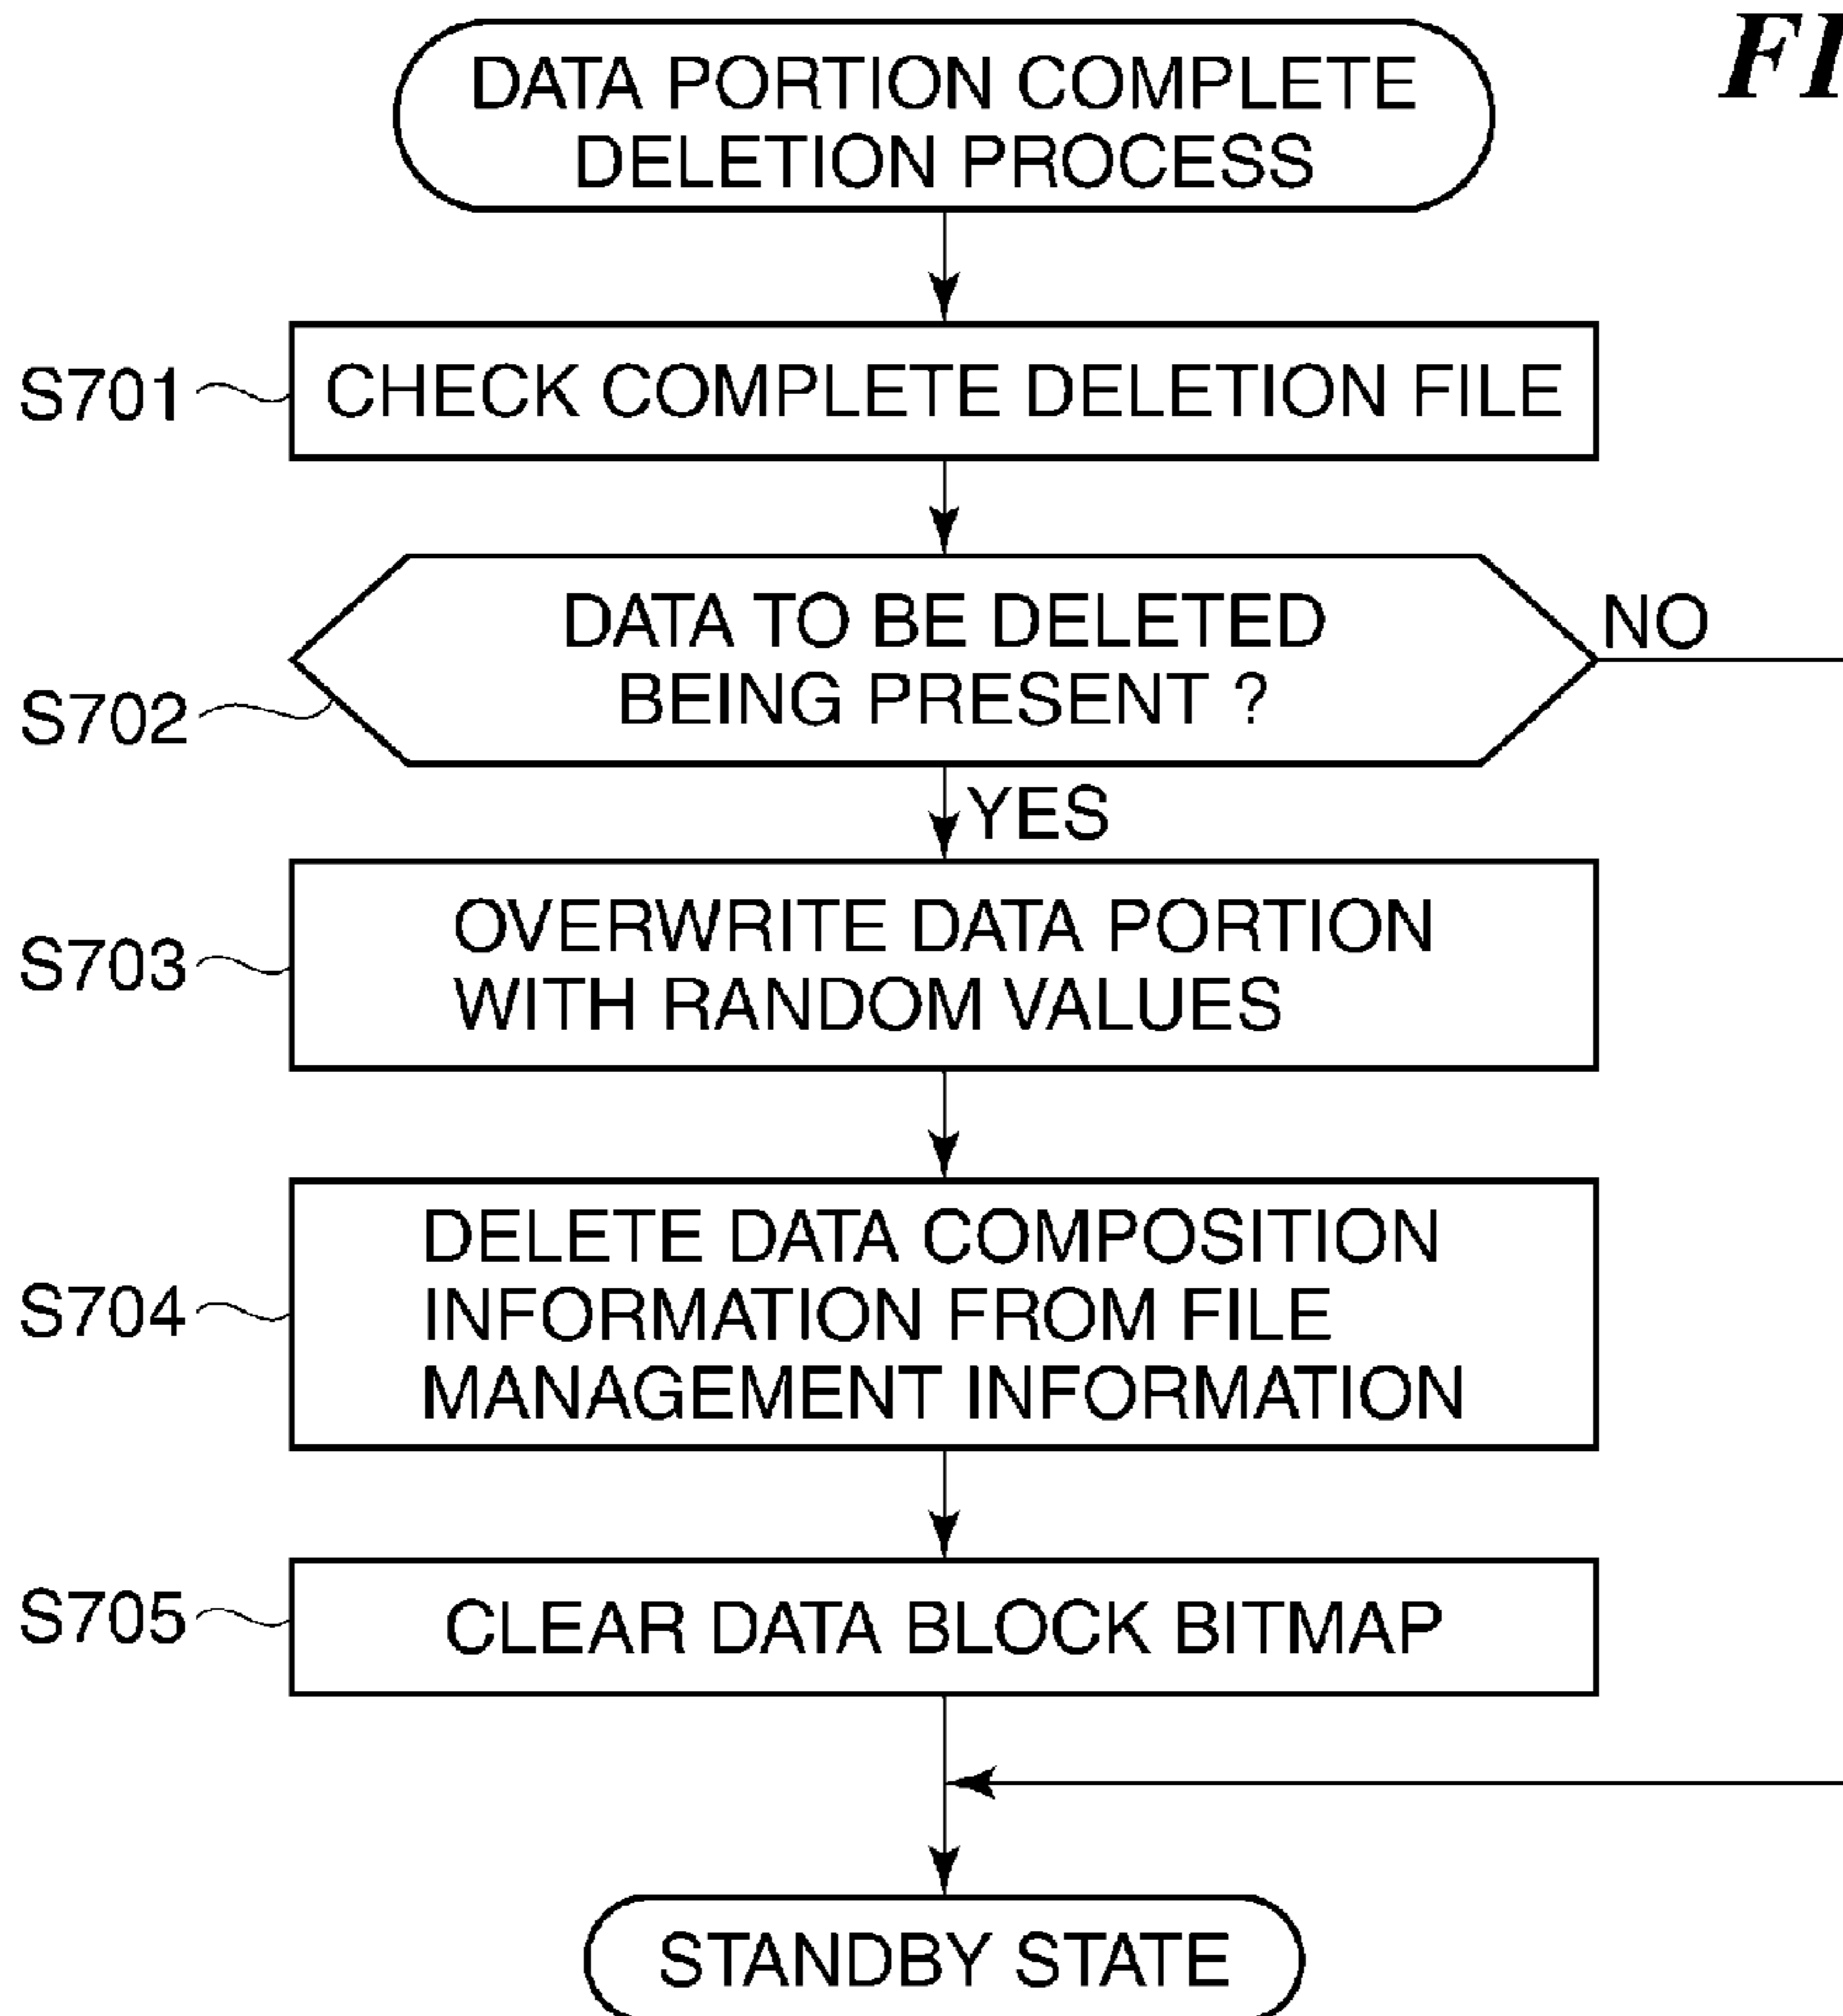 FI
DATA PORTION COMPLETE
DELETION PROCESS
S701
CHECK COMPLETE DELETION FILE
S702
DATA TO BE DELETED
BEING PRESENT ?
NO
YES
S703
OVERWRITE DATA PORTION
WITH RANDOM VALUES
S704
DELETE DATA COMPOSITION
INFORMATION FROM FILE
MANAGEMENT INFORMATION
S705
CLEAR DATA BLOCK BITMAP
STANDBY STATE